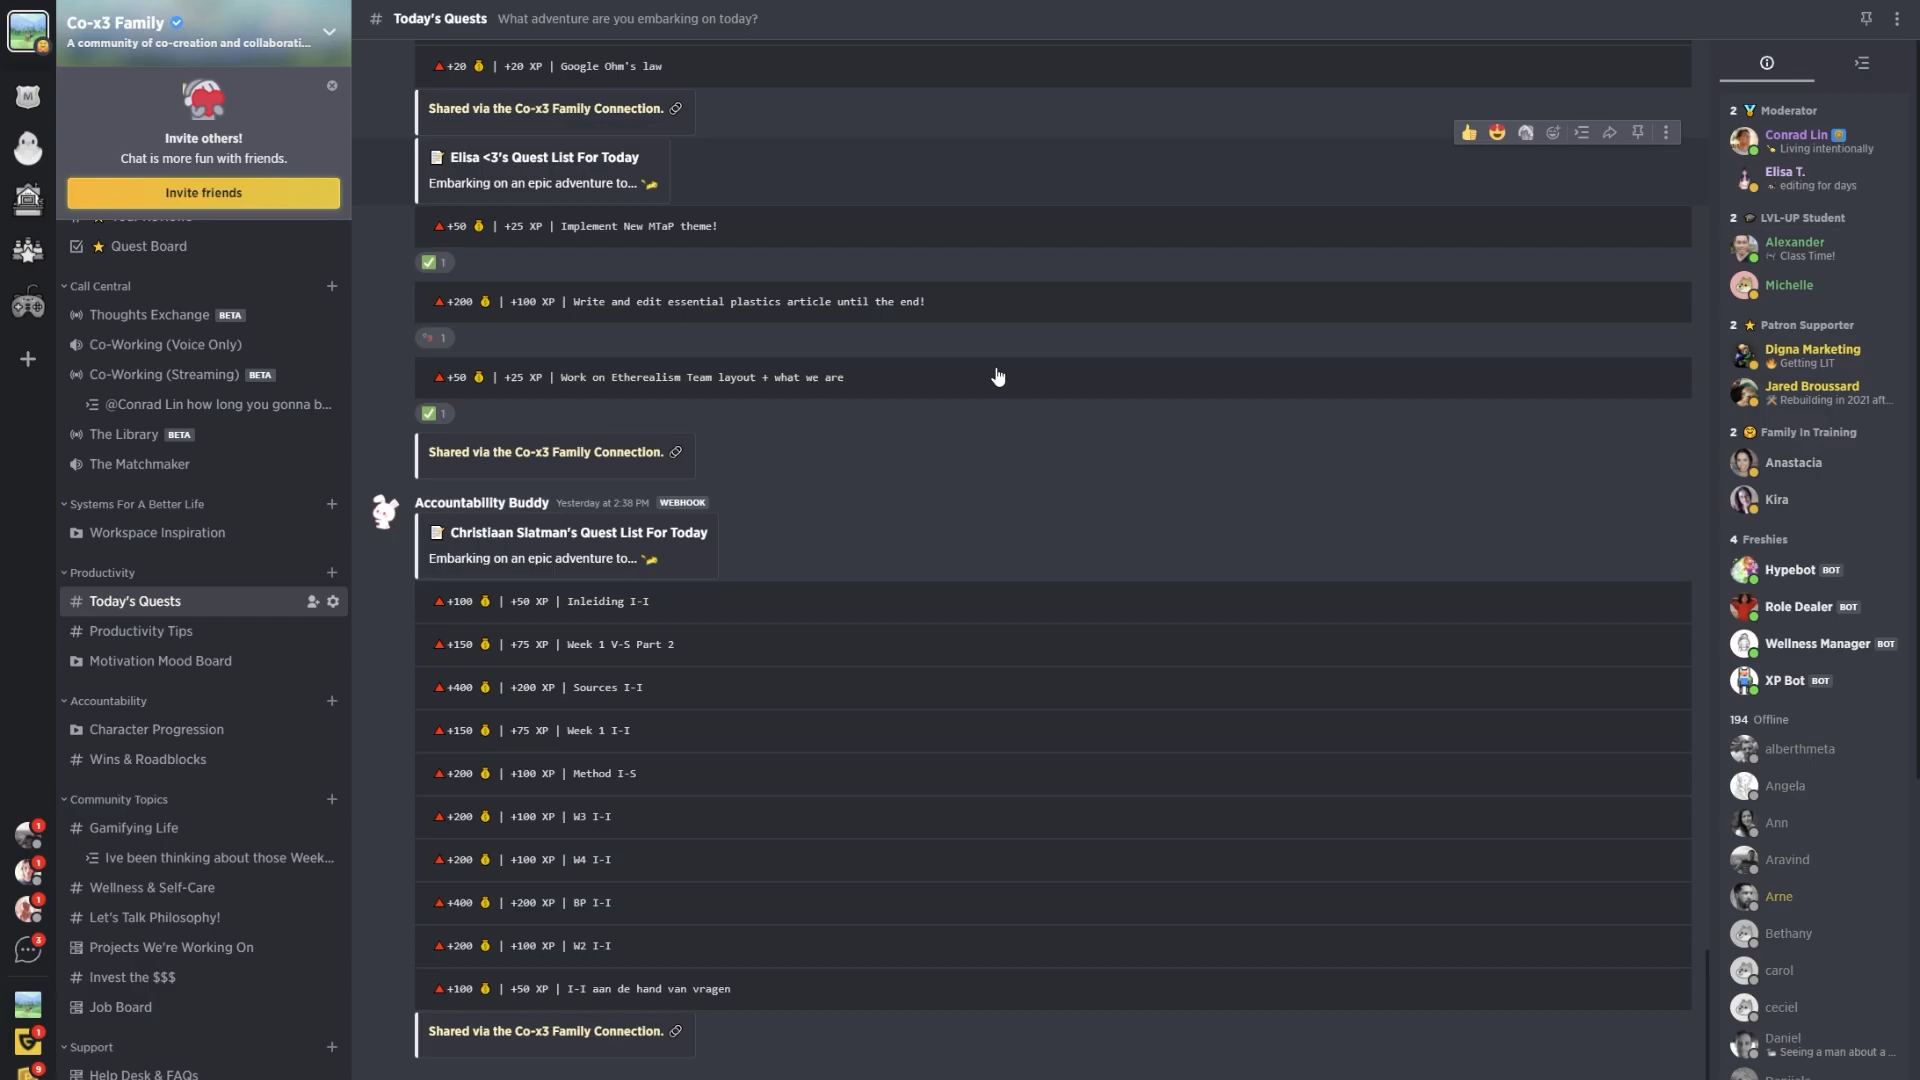 Co-x3 Family
A community of co-creation and collaborati...
Invite others!
Chat is more fun with friends.
Invite friends
Quest Board
Call Central
Thoughts Exchange BETA
Co-Working (Voice Only)
Co-Working (Streaming) BETA
@Conrad Lin how long you gonna b...
The Library BETA
The Matchmaker
Systems For A Better Life
Workspace Inspiration
Productivity
# Today's Quests
# Productivity Tips
Motivation Mood Board
Accountability
Character Progression
# Wins & Roadblocks
Community Topics
# Gamifying Life
Ive been thinking about those Week...
# Wellness & Self-Care
# Let's Talk Philosophy!
Projects We're Working On
# Invest the $$$
Job Board
Support
Help Desk & FAQs
1
1
1
3
1
9
M
# Today's Quests What adventure are you embarking on today?
+20 | +20 XP | Google Ohm's law
Shared via the Co-x3 Family Connection.
Elisa <3's Quest List For Today
Embarking on an epic adventure to...
+50 | +25 XP | Implement New MTaP theme!
1
+200 | +100 XP | Write and edit essential plastics article until the end!
1
+50 | +25 XP | Work on Etherealism Team layout + what we are
1
Shared via the Co-x3 Family Connection.
Accountability Buddy Yesterday at 2:38 PM WEBHOOK
Christiaan Slatman's Quest List For Today
Embarking on an epic adventure to...
+100 | +50 XP | Inleiding I-I
+150 | +75 XP | Week 1 V-S Part 2
+400 | +200 XP | Sources I-I
+150 | +75 XP | Week 1 I-I
+200 | +100 XP | Method I-S
+200 | +100 XP | W3 I-I
+200 | +100 XP | W4 I-I
+400 | +200 XP | BP I-I
+200 | +100 XP | W2 I-I
+100 | +50 XP | I-I aan de hand van vragen
Shared via the Co-x3 Family Connection.
2 Moderator
Conrad Lin
Living intentionally
Elisa T.
editing for days
2 LVL-UP Student
Alexander
Class Time!
Michelle
2 Patron Supporter
Digna Marketing
Getting LIT
Jared Broussard
Rebuilding in 2021 aft...
2 Family In Training
Anastacia
Kira
4 Freshies
Hypebot BOT
Role Dealer BOT
Wellness Manager BOT
XP Bot BOT
194 Offline
alberthmeta
Angela
Ann
Aravind
Arne
Bethany
carol
ceciel
Daniel
Seeing a man about a ...